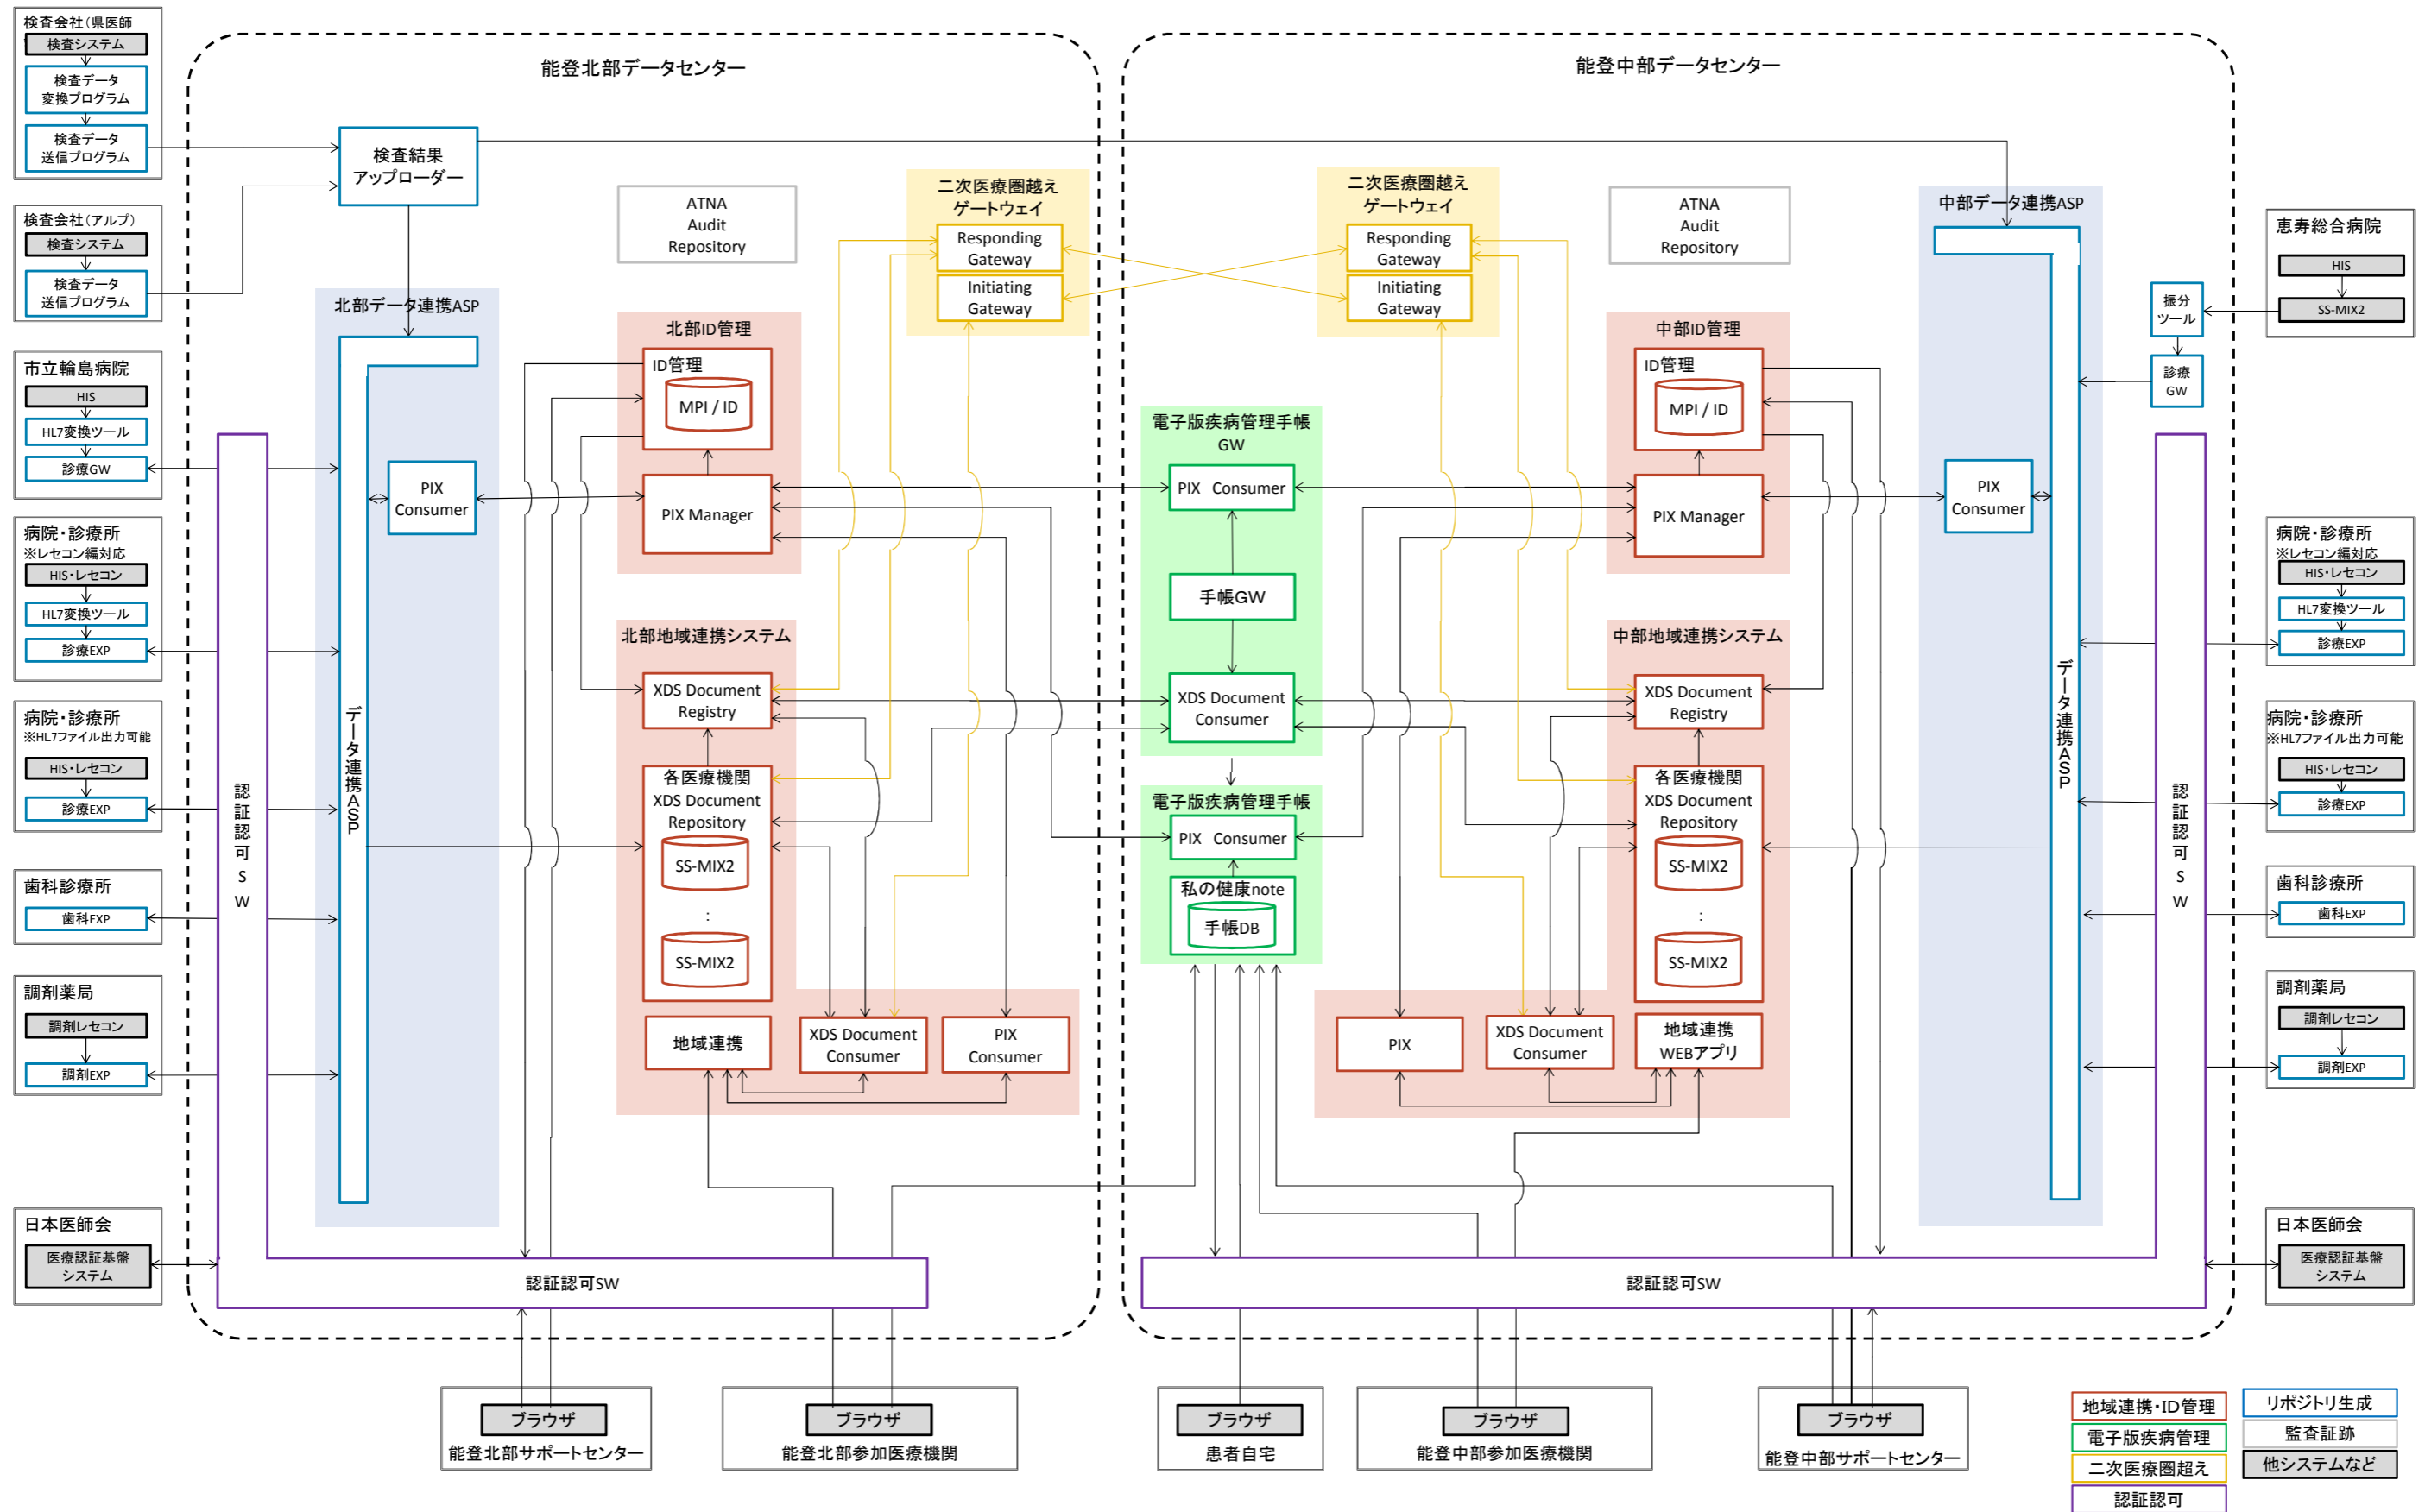 検査会社(県医師
検査システム
検査データ
変換プログラム
検査データ
送信プログラム
検査会社(アルプ)
検査システム
検査データ
送信プログラム
市立輪島病院
HIS
HL7変換ツール
診療GW
病院・診療所
※レセコン編対応
HIS・レセコン
HL7変換ツール
診療EXP
病院・診療所
※HL7ファイル出力可能
HIS・レセコン
診療EXP
歯科診療所
歯科EXP
調剤薬局
調剤レセコン
調剤EXP
日本医師会
医療認証基盤
システム
能登北部データセンター
検査結果
アップローダー
ATNA
Audit
Repository
二次医療圏越え
ゲートウェイ
Responding
Gateway
Initiating
Gateway
北部データ連携ASP
データ連携ASP
PIX
Consumer
認証認可SW
認証認可SW
北部ID管理
ID管理
MPI / ID
PIX Manager
北部地域連携システム
XDS Document
Registry
各医療機関
XDS Document
Repository
SS-MIX2
:
SS-MIX2
地域連携
XDS Document
Consumer
PIX
Consumer
能登中部データセンター
二次医療圏越え
ゲートウェイ
Responding
Gateway
Initiating
Gateway
ATNA
Audit
Repository
電子版疾病管理手帳
GW
PIX Consumer
手帳GW
XDS Document
Consumer
電子版疾病管理手帳
PIX Consumer
私の健康note
手帳DB
中部ID管理
ID管理
MPI / ID
PIX Manager
中部地域連携システム
XDS Document
Registry
各医療機関
XDS Document
Repository
SS-MIX2
:
SS-MIX2
PIX
XDS Document
Consumer
地域連携
WEBアプリ
中部データ連携ASP
データ連携ASP
PIX
Consumer
認証認可SW
認証認可SW
振分
ツール
診療
GW
恵寿総合病院
HIS
SS-MIX2
病院・診療所
※レセコン編対応
HIS・レセコン
HL7変換ツール
診療EXP
病院・診療所
※HL7ファイル出力可能
HIS・レセコン
診療EXP
歯科診療所
歯科EXP
調剤薬局
調剤レセコン
調剤EXP
日本医師会
医療認証基盤
システム
ブラウザ
能登北部サポートセンター
ブラウザ
能登北部参加医療機関
ブラウザ
患者自宅
ブラウザ
能登中部参加医療機関
ブラウザ
能登中部サポートセンター
地域連携・ID管理
リポジトリ生成
電子版疾病管理
監査証跡
二次医療圏超え
他システムなど
認証認可